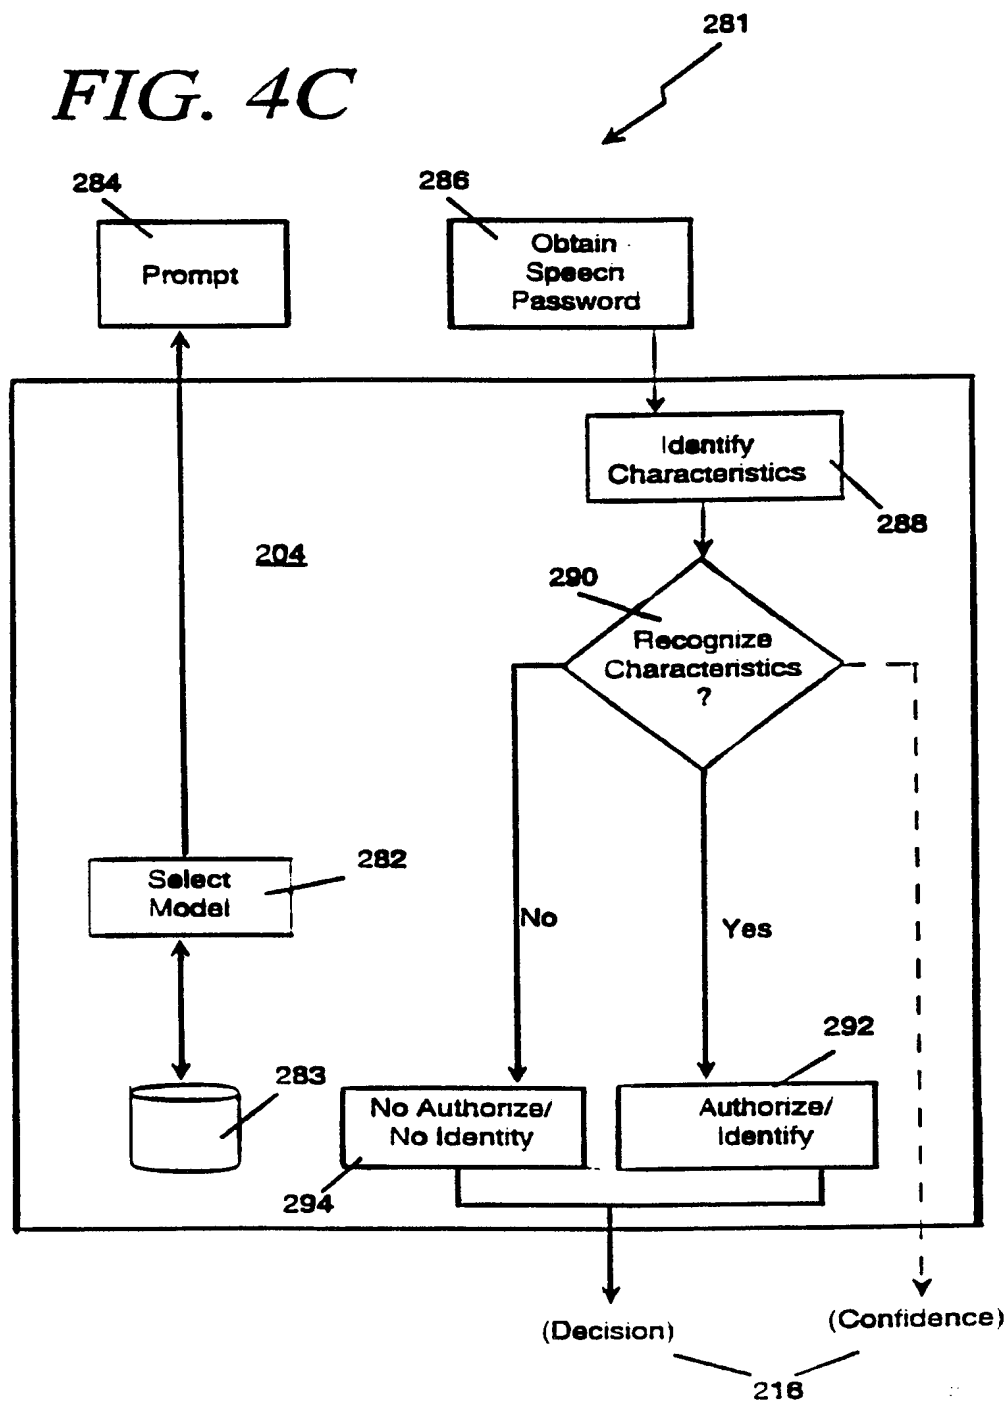 281
FIG. 4C
284
286
Prompt
Obtain
Speech
Password
Identify
Characteristics
288
204
290
Recognize
Characteristics
?
282
Select
Model
No
Yes
292
283
No Authorize/
No Identity
Authorize/
Identify
294
(Decision)
(Confidence)
216